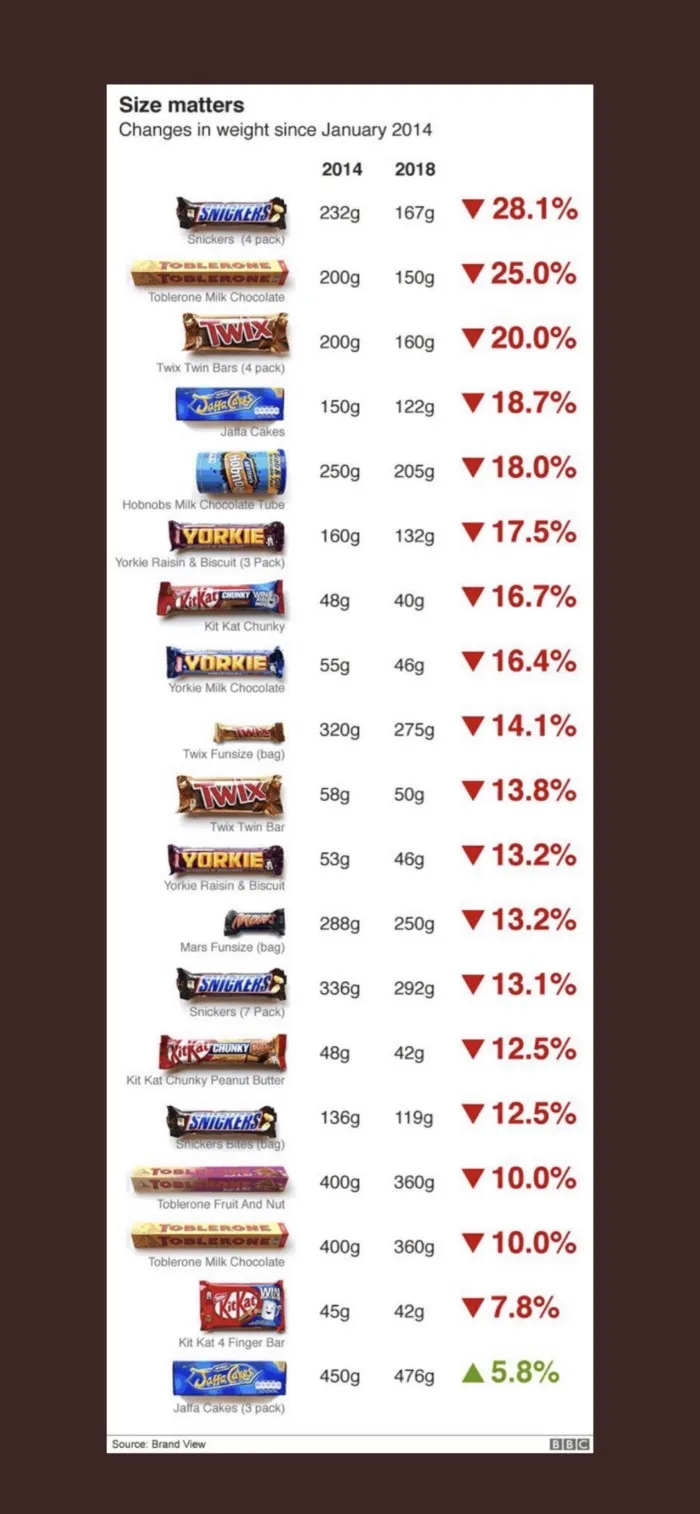 Size matters
Changes in weight since January 2014
2014 2018
SNICKERS
232g 167g ▼ 28.1%
Snickers (4 pack)
TOBLERONE
TOBLERONE
200g 150g ▼ 25.0%
Toblerone Milk Chocolate
TWIX
200g 160g ▼ 20.0%
Twix Twin Bars (4 pack)
Jaffa Cakes
150g 122g ▼ 18.7%
Jaffa Cakes
250g 205g ▼ 18.0%
Hobnobs Milk Chocolate Tube
YORKIE
160g 132g ▼ 17.5%
Yorkie Raisin & Biscuit (3 Pack)
KitKat CHUNKY WIN
48g 40g ▼ 16.7%
Kit Kat Chunky
YORKIE
55g 46g ▼ 16.4%
Yorkie Milk Chocolate
TWIX
320g 275g ▼ 14.1%
Twix Funsize (bag)
TWIX
58g 50g ▼ 13.8%
Twix Twin Bar
YORKIE
53g 46g ▼ 13.2%
Yorkie Raisin & Biscuit
Mars
288g 250g ▼ 13.2%
Mars Funsize (bag)
SNICKERS
336g 292g ▼ 13.1%
Snickers (7 Pack)
KitKat CHUNKY
48g 42g ▼ 12.5%
Kit Kat Chunky Peanut Butter
SNICKERS
136g 119g ▼ 12.5%
Snickers Bites (bag)
400g 360g ▼ 10.0%
Toblerone Fruit And Nut
TOBLERONE
TOBLERONE
400g 360g ▼ 10.0%
Toblerone Milk Chocolate
KitKat WIN
45g 42g ▼ 7.8%
Kit Kat 4 Finger Bar
Jaffa Cakes
450g 476g ▲ 5.8%
Jaffa Cakes (3 pack)
Source: Brand View BBC